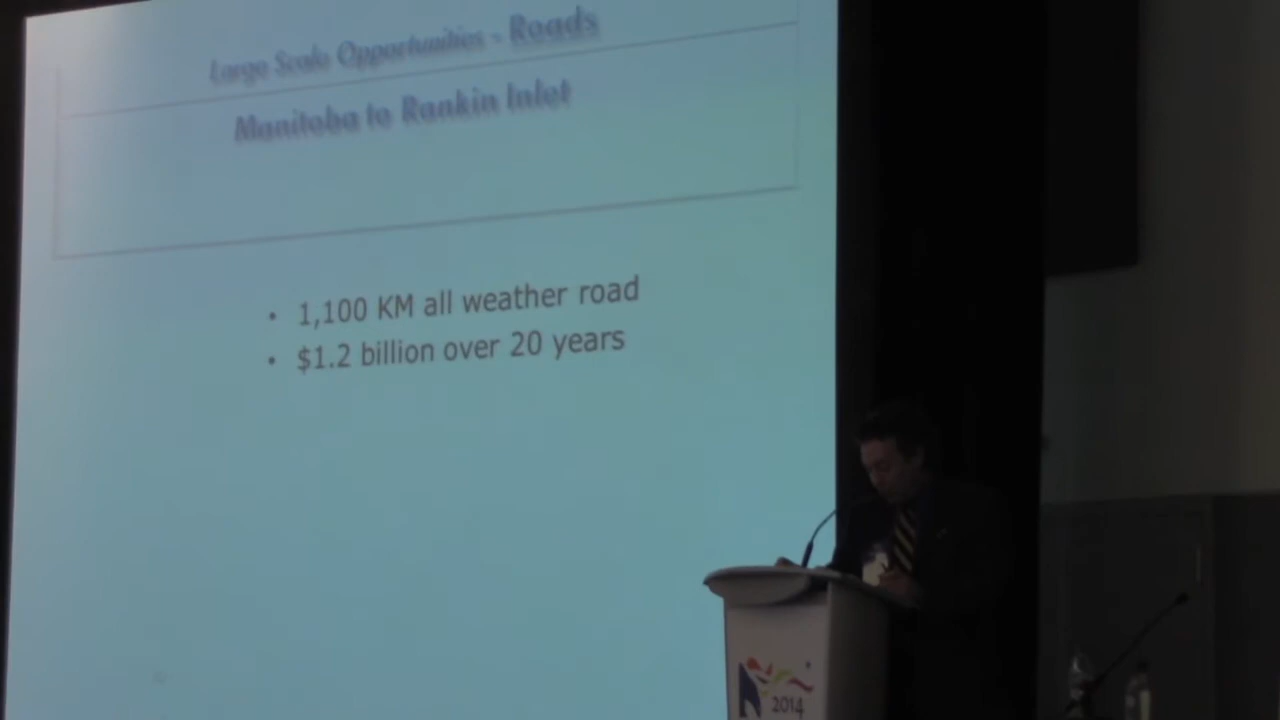 Large Scale Opportunities - Roads
Manitoba to Rankin Inlet
• 1,100 KM all weather road
• $1.2 billion over 20 years
2014